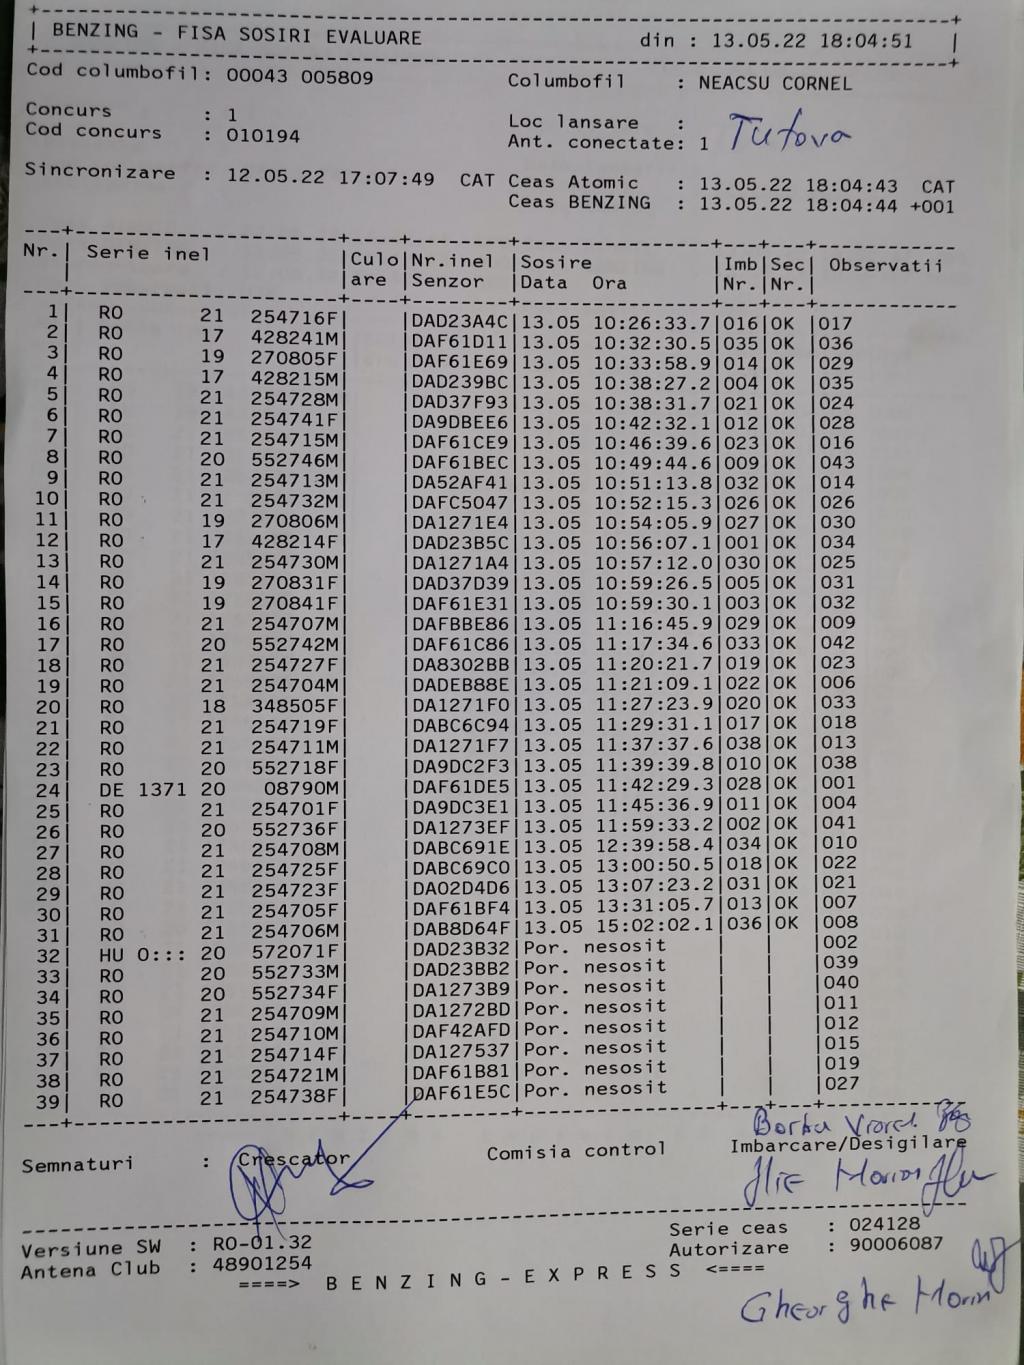 BENZING - FISA SOSIRI EVALUARE din : 13.05.22 18:04:51
Cod columbofil: 00043 005809 Columbofil : NEACSU CORNEL
Concurs : 1 Loc lansare : Tutova
Cod concurs : 010194 Ant. conectate: 1
Sincronizare : 12.05.22 17:07:49 CAT Ceas Atomic : 13.05.22 18:04:43 CAT
Ceas BENZING : 13.05.22 18:04:44 +001
Nr.| Serie inel |Culo|Nr.inel |Sosire |Imb|Sec| Observatii
| |are |Senzor |Data Ora |Nr.|Nr.|
1| RO 21 254716F| |DAD23A4C|13.05 10:26:33.7|016|OK |017
2| RO 17 428241M| |DAF61D11|13.05 10:32:30.5|035|OK |036
3| RO 19 270805F| |DAF61E69|13.05 10:33:58.9|014|OK |029
4| RO 17 428215M| |DAD239BC|13.05 10:38:27.2|004|OK |035
5| RO 21 254728M| |DAD37F93|13.05 10:38:31.7|021|OK |024
6| RO 21 254741F| |DA9DBEE6|13.05 10:42:32.1|012|OK |028
7| RO 21 254715M| |DAF61CE9|13.05 10:46:39.6|023|OK |016
8| RO 20 552746M| |DAF61BEC|13.05 10:49:44.6|009|OK |043
9| RO 21 254713M| |DA52AF41|13.05 10:51:13.8|032|OK |014
10| RO 21 254732M| |DAFC5047|13.05 10:52:15.3|026|OK |026
11| RO 19 270806M| |DA1271E4|13.05 10:54:05.9|027|OK |030
12| RO 17 428214F| |DAD23B5C|13.05 10:56:07.1|001|OK |034
13| RO 21 254730M| |DA1271A4|13.05 10:57:12.0|030|OK |025
14| RO 19 270831F| |DAD37D39|13.05 10:59:26.5|005|OK |031
15| RO 19 270841F| |DAF61E31|13.05 10:59:30.1|003|OK |032
16| RO 21 254707M| |DAFBBE86|13.05 11:16:45.9|029|OK |009
17| RO 20 552742M| |DAF61C86|13.05 11:17:34.6|033|OK |042
18| RO 21 254727F| |DA8302BB|13.05 11:20:21.7|019|OK |023
19| RO 21 254704M| |DADEB88E|13.05 11:21:09.1|022|OK |006
20| RO 18 348505F| |DA1271F0|13.05 11:27:23.9|020|OK |033
21| RO 21 254719F| |DABC6C94|13.05 11:29:31.1|017|OK |018
22| RO 21 254711M| |DA1271F7|13.05 11:37:37.6|038|OK |013
23| RO 20 552718F| |DA9DC2F3|13.05 11:39:39.8|010|OK |038
24| DE 1371 20 08790M| |DAF61DE5|13.05 11:42:29.3|028|OK |001
25| RO 21 254701F| |DA9DC3E1|13.05 11:45:36.9|011|OK |004
26| RO 20 552736F| |DA1273EF|13.05 11:59:33.2|002|OK |041
27| RO 21 254708M| |DABC691E|13.05 12:39:58.4|034|OK |010
28| RO 21 254725F| |DABC69C0|13.05 13:00:50.5|018|OK |022
29| RO 21 254723F| |DA02D4D6|13.05 13:07:23.2|031|OK |021
30| RO 21 254705F| |DAF61BF4|13.05 13:31:05.7|013|OK |007
31| RO 21 254706M| |DAB8D64F|13.05 15:02:02.1|036|OK |008
32| HU O::: 20 572071F| |DAD23B32|Por. nesosit | | |002
33| RO 20 552733M| |DAD23BB2|Por. nesosit | | |039
34| RO 20 552734F| |DA1273B9|Por. nesosit | | |040
35| RO 21 254709M| |DA1272BD|Por. nesosit | | |011
36| RO 21 254710M| |DAF42AFD|Por. nesosit | | |012
37| RO 21 254714F| |DA127537|Por. nesosit | | |015
38| RO 21 254721M| |DAF61B81|Por. nesosit | | |019
39| RO 21 254738F| |DAF61E5C|Por. nesosit | | |027
Semnaturi : Crescator Comisia control Imbarcare/Desigilare
Ilie Marian
Versiune SW : RO-01.32 Serie ceas : 024128
Antena Club : 48901254 Autorizare : 90006087
====> B E N Z I N G - E X P R E S S <====
Gheorghe Marin